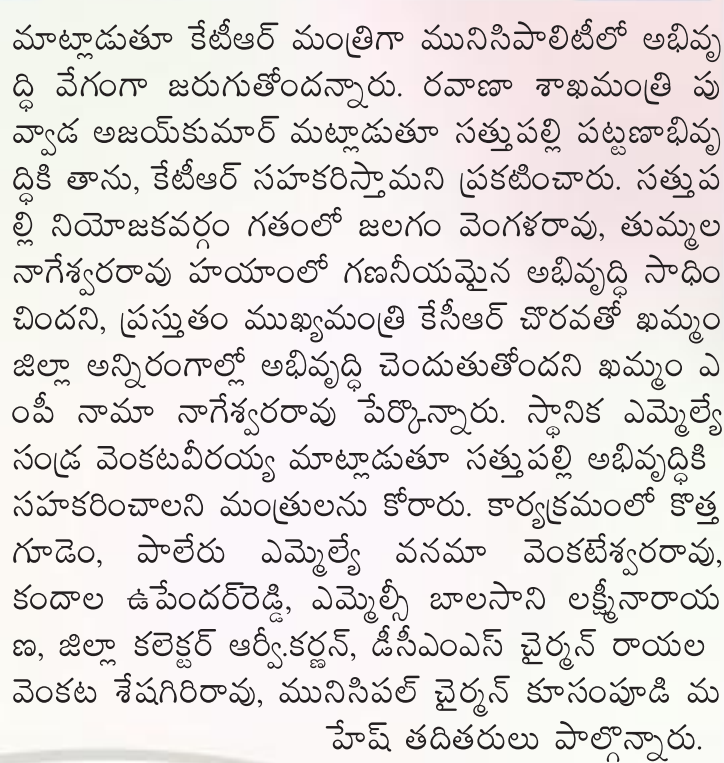 మాట్లాడుతూ కేటీఆర్ మంత్రిగా మునిసిపాలిటీలో అభివృ
ద్ధి వేగంగా జరుగుతోందన్నారు. రవాణా శాఖమంత్రి పు
వ్వాడ అజయ్‌కుమార్ మట్లాడుతూ సత్తుపల్లి పట్టణాభివృ
ద్ధికి తాను, కేటీఆర్ సహకరిస్తామని ప్రకటించారు. సత్తుప
ల్లి నియోజకవర్గం గతంలో జలగం వెంగళరావు, తుమ్మల
నాగేశ్వరరావు హయాంలో గణనీయమైన అభివృద్ధి సాధిం
చిందని, ప్రస్తుతం ముఖ్యమంత్రి కేసీఆర్ చొరవతో ఖమ్మం
జిల్లా అన్నిరంగాల్లో అభివృద్ధి చెందుతుతోందని ఖమ్మం ఎ
ంపీ నామా నాగేశ్వరరావు పేర్కొన్నారు. స్థానిక ఎమ్మెల్యే
సండ్ర వెంకటవీరయ్య మాట్లాడుతూ సత్తుపల్లి అభివృద్ధికి
సహకరించాలని మంత్రులను కోరారు. కార్యక్రమంలో కొత్త
గూడెం, పాలేరు ఎమ్మెల్యే వనమా వెంకటేశ్వరరావు,
కందాల ఉపేందర్‌రెడ్డి, ఎమ్మెల్సీ బాలసాని లక్ష్మీనారాయ
ణ, జిల్లా కలెక్టర్ ఆర్వీ.కర్ణన్, డీసీఎంఎస్ చైర్మన్ రాయల
వెంకట శేషగిరిరావు, మునిసిపల్ చైర్మన్ కూసంపూడి మ
హేష్ తదితరులు పాల్గొన్నారు.